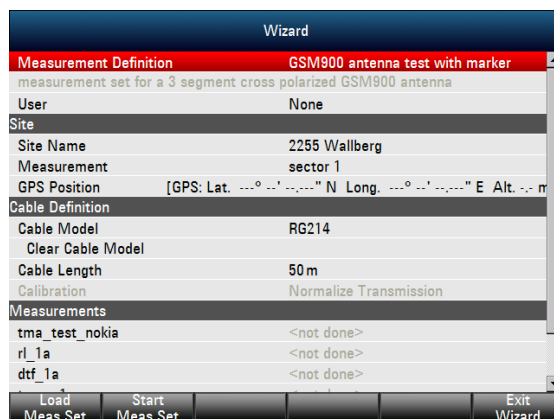 Wizard
Measurement Definition GSM900 antenna test with marker
measurement set for a 3 segment cross polarized GSM900 antenna
User None
Site
Site Name 2255 Wallberg
Measurement sector 1
GPS Position [GPS: Lat. ---° --' --.---" N Long. ---° --' --.---" E Alt. -.- m
Cable Definition
Cable Model RG214
Clear Cable Model
Cable Length 50 m
Calibration Normalize Transmission
Measurements
tma_test_nokia <not done>
rl_1a <not done>
dtf_1a <not done>
Load Meas Set Start Meas Set Exit Wizard